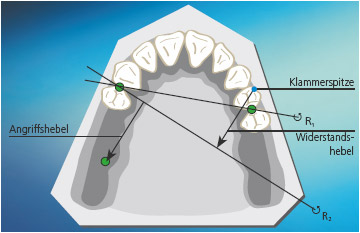 Klammerspitze
R1
Angriffshebel
Widerstands-
hebel
R2